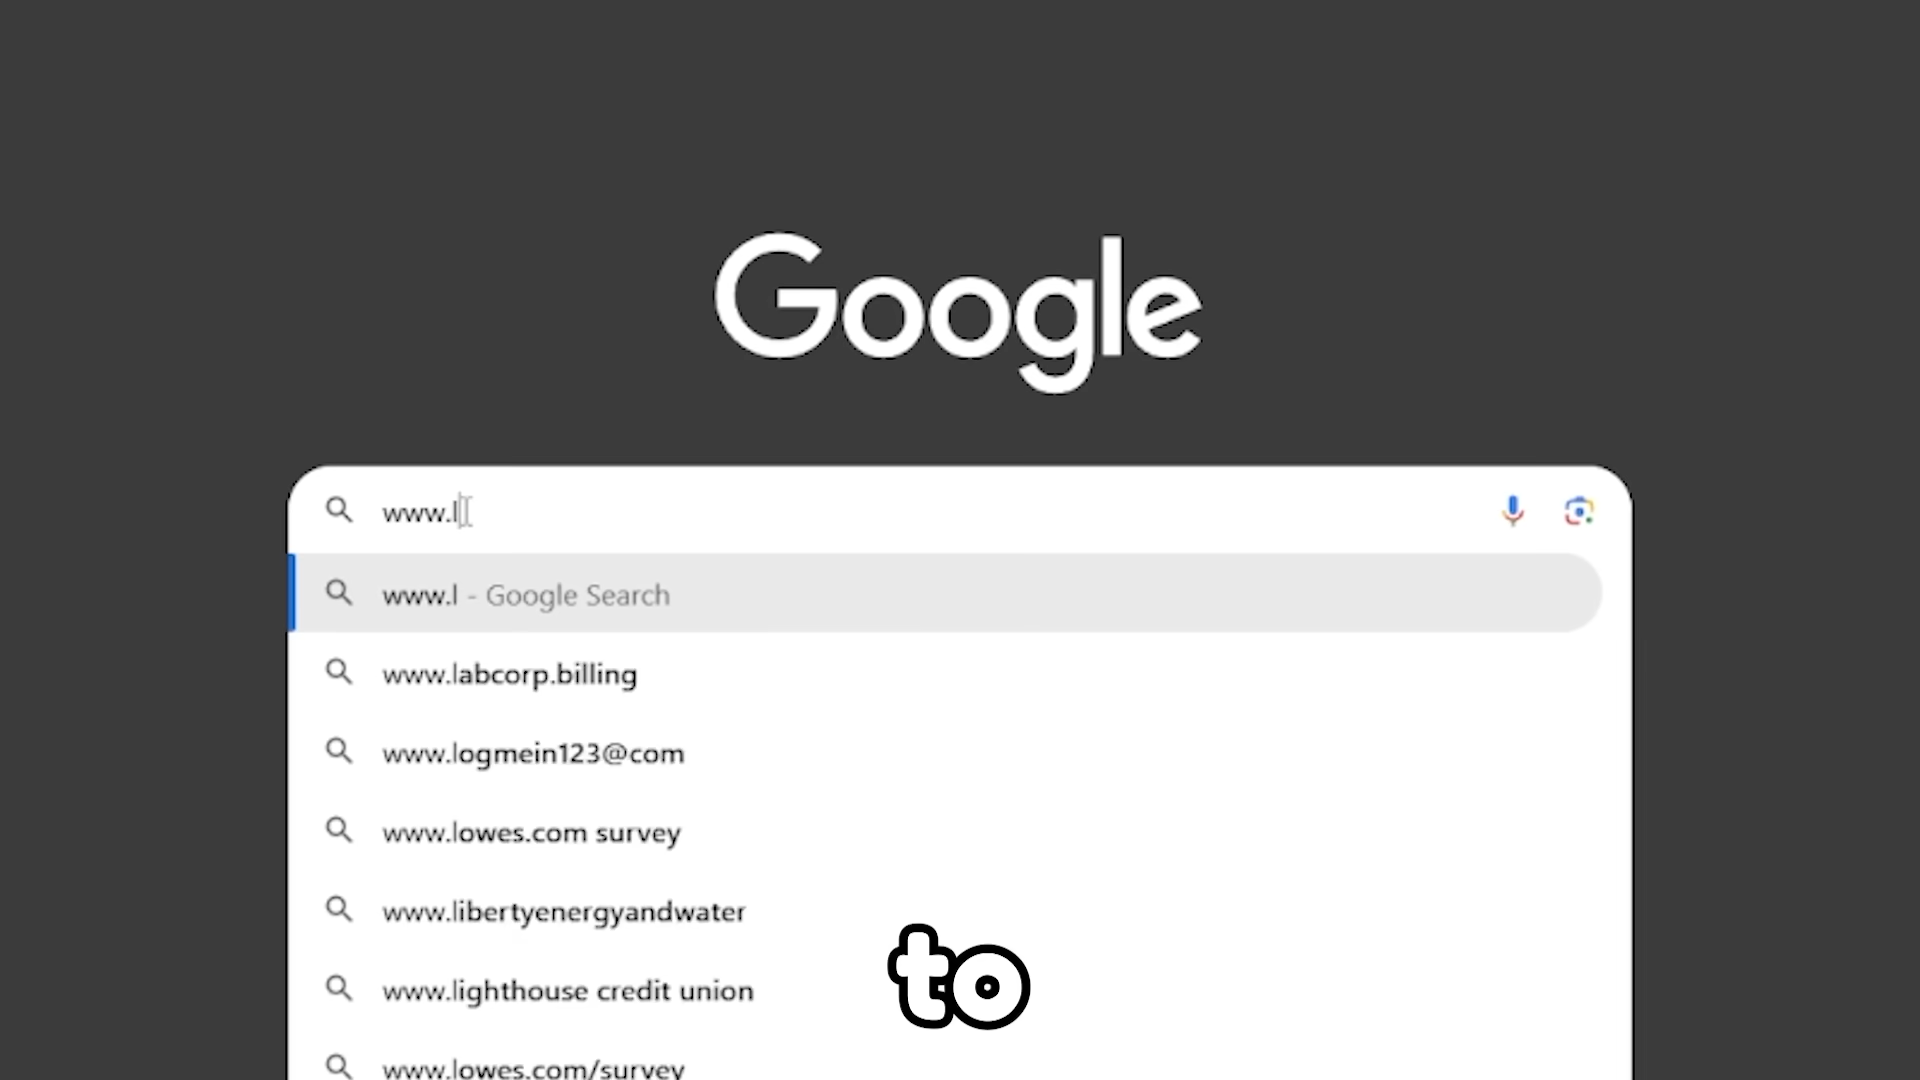 Google
www.l
www.l - Google Search
www.labcorp.billing
www.logmein123@com
www.lowes.com survey
www.libertyenergyandwater
www.lighthouse credit union
to
www.lowes.com/survey